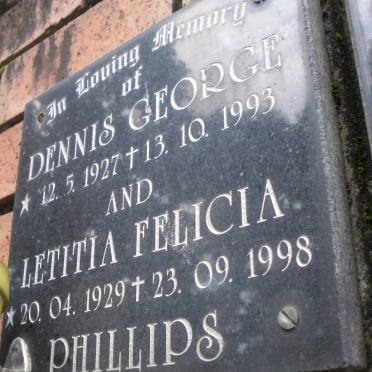 In Loving Memory
of
DENNIS GEORGE
★ 12. 5. 1927 † 13. 10. 1993
AND
LETITIA FELICIA
★ 20. 04. 1929 † 23. 09. 1998
PHILLIPS